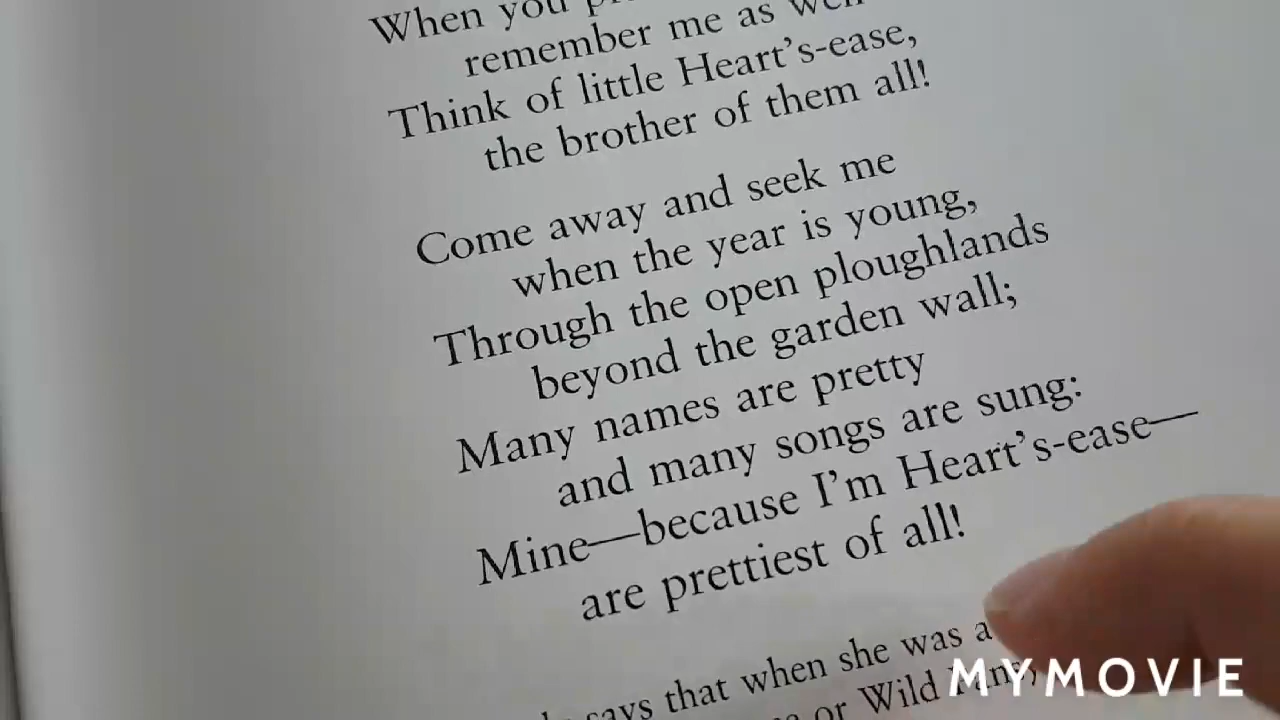 When you
remember me as well
Think of little Heart's-ease,
the brother of them all!
Come away and seek me
when the year is young,
Through the open ploughlands
beyond the garden wall;
Many names are pretty
and many songs are sung:
Mine—because I'm Heart's-ease—
are prettiest of all!
says that when she was a
or Wild
MYMOVIE